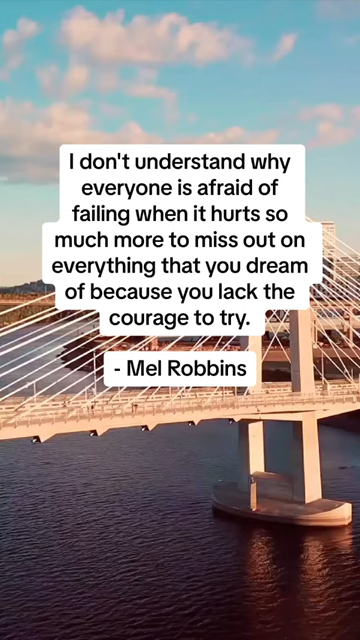 I don't understand why
everyone is afraid of
failing when it hurts so
much more to miss out on
everything that you dream
of because you lack the
courage to try.
- Mel Robbins